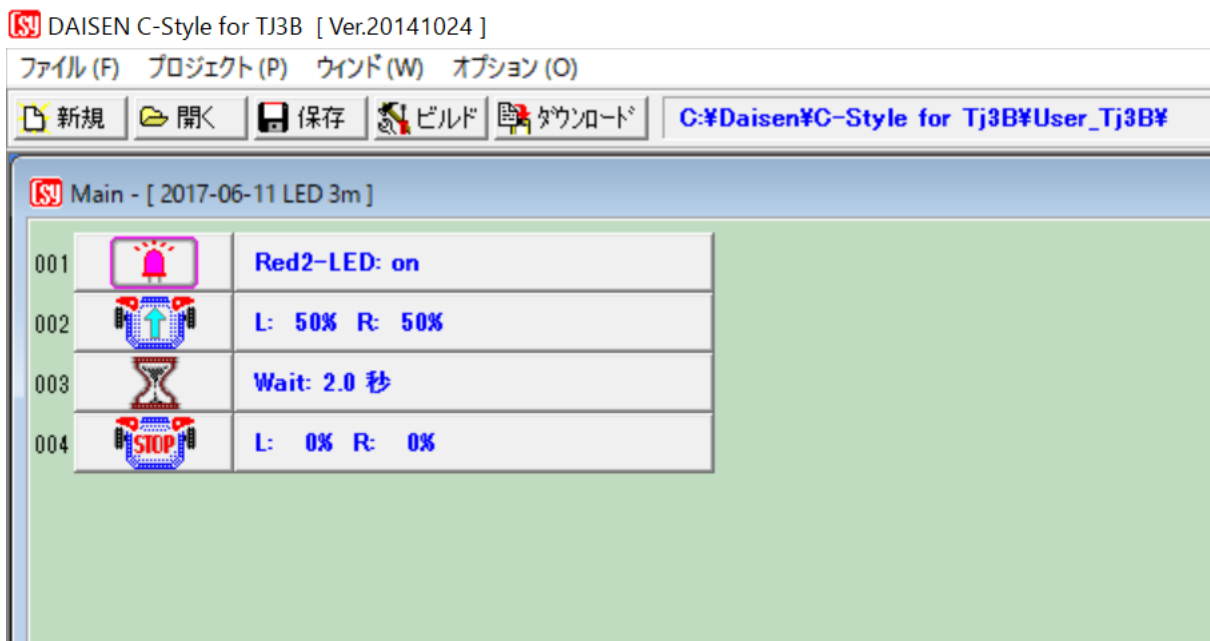 DAISEN C-Style for TJ3B [ Ver.20141024 ]
ファイル (F) プロジェクト (P) ウィンド (W) オプション (O)
新規 開く 保存 ビルド ダウンロード C:¥Daisen¥C-Style for Tj3B¥User_Tj3B¥
Main - [ 2017-06-11 LED 3m ]
001 Red2-LED: on
002 L: 50% R: 50%
003 Wait: 2.0 秒
004 STOP L: 0% R: 0%